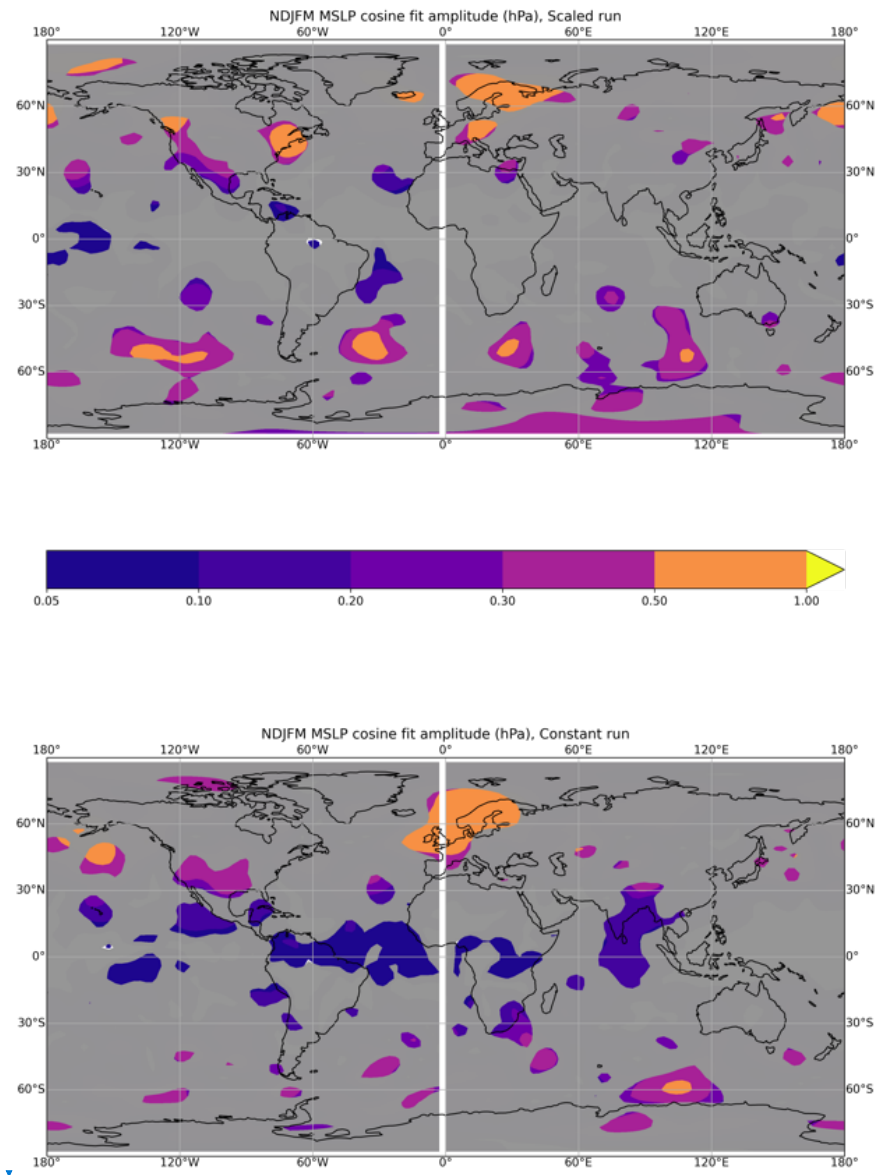 NDJFM MSLP cosine fit amplitude (hPa), Scaled run
180° 120°W 60°W 0° 60°E 120°E 180°
60°N 60°N
30°N 30°N
0° 0°
30°S 30°S
60°S 60°S
180° 120°W 60°W 0° 60°E 120°E 180°
0.05 0.10 0.20 0.30 0.50 1.00
NDJFM MSLP cosine fit amplitude (hPa), Constant run
180° 120°W 60°W 0° 60°E 120°E 180°
60°N 60°N
30°N 30°N
0° 0°
30°S 30°S
60°S 60°S
180° 120°W 60°W 0° 60°E 120°E 180°